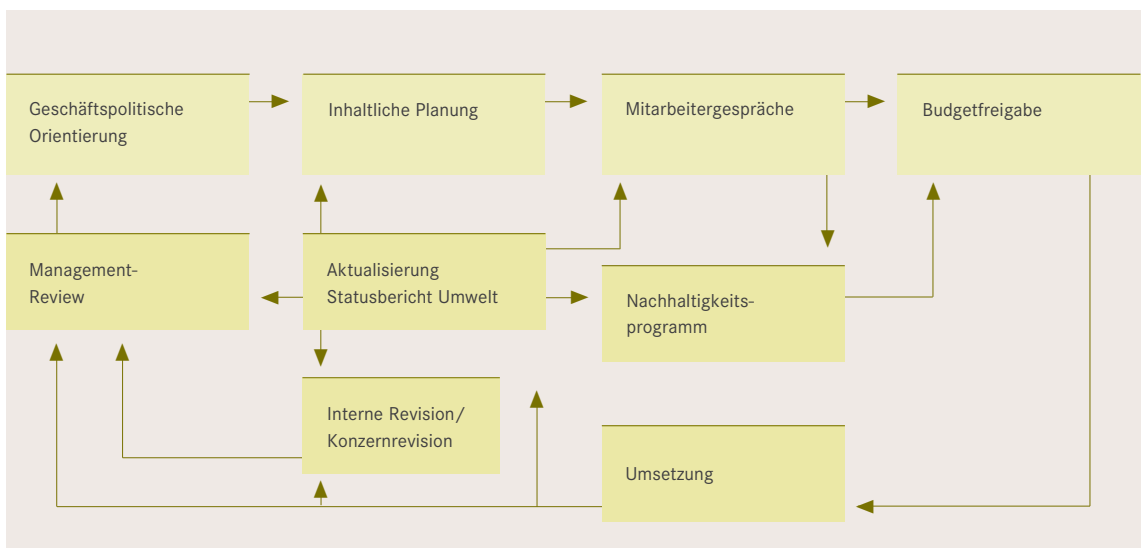 Geschäftspolitische
Orientierung
Inhaltliche Planung
Mitarbeitergespräche
Budgetfreigabe
Management-
Review
Aktualisierung
Statusbericht Umwelt
Nachhaltigkeits-
programm
Interne Revision/
Konzernrevision
Umsetzung